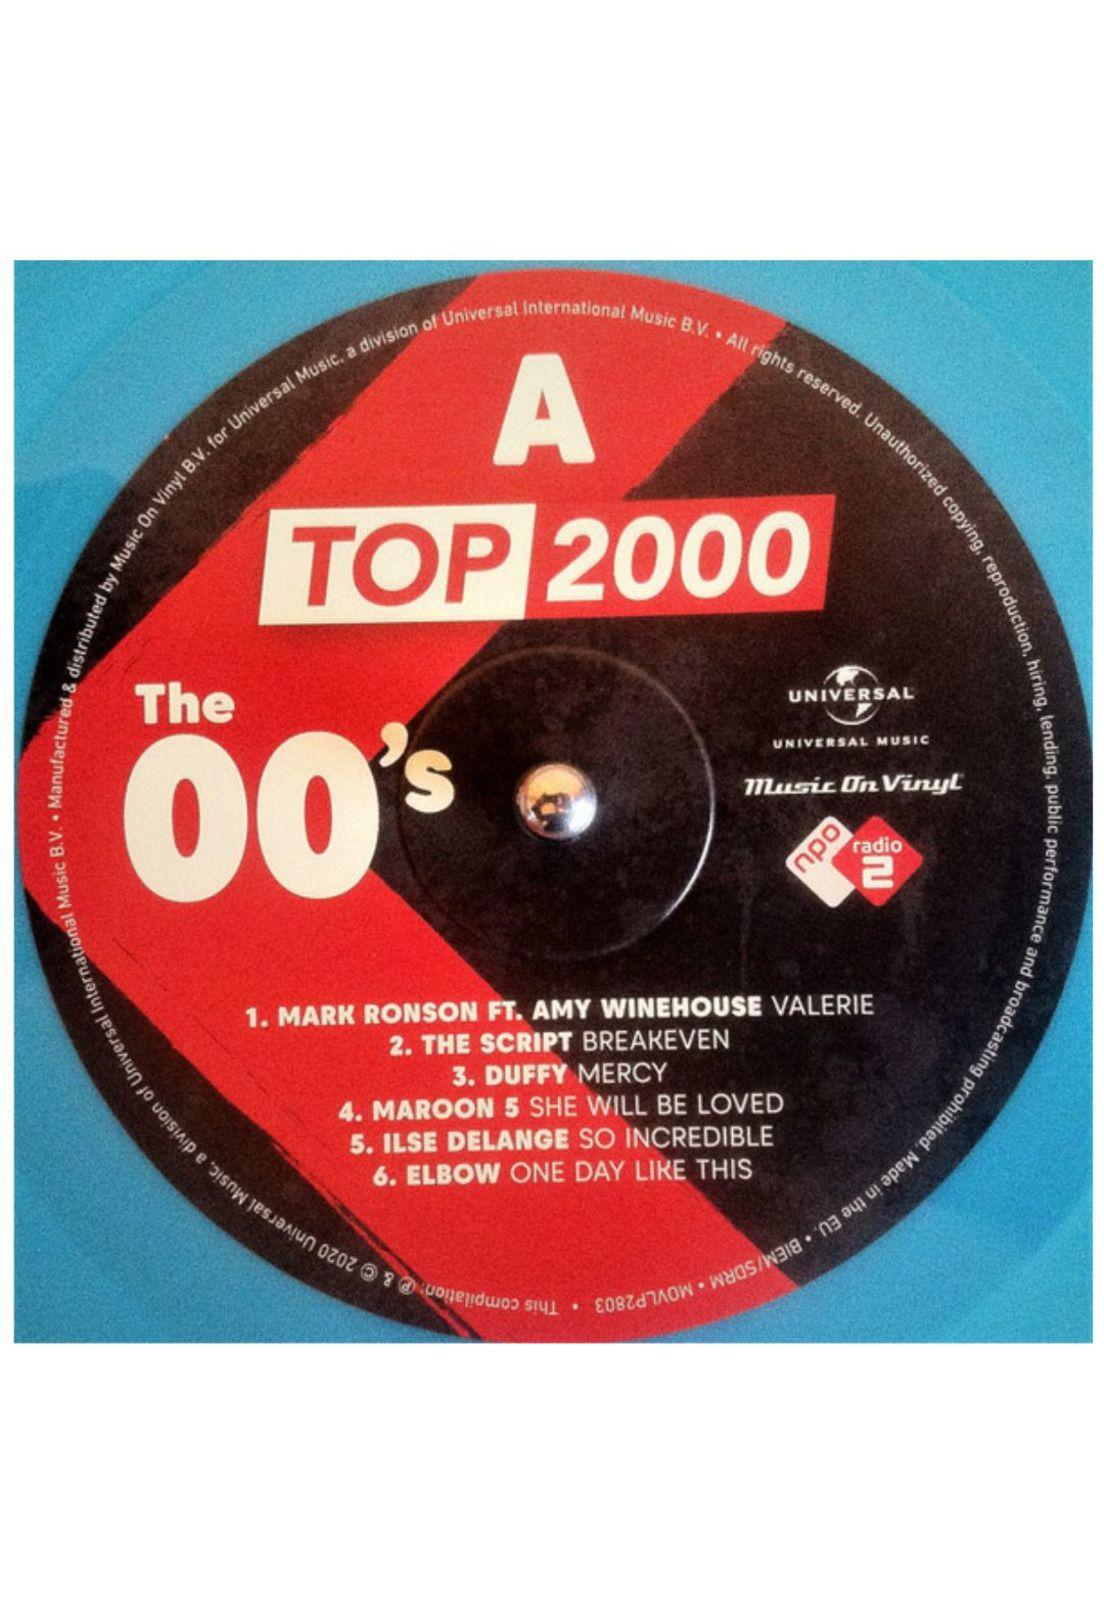 A
TOP 2000
The
00's
UNIVERSAL
UNIVERSAL MUSIC
Music On Vinyl
npo
radio
2
1. MARK RONSON FT. AMY WINEHOUSE VALERIE
2. THE SCRIPT BREAKEVEN
3. DUFFY MERCY
4. MAROON 5 SHE WILL BE LOVED
5. ILSE DELANGE SO INCREDIBLE
6. ELBOW ONE DAY LIKE THIS
This compilation: ℗ & © 2020 Universal Music, a division of Universal International Music B.V. • Manufactured & distributed by Music On Vinyl B.V. for Universal Music, a division of Universal International Music B.V. • All rights reserved. Unauthorized copying, reproduction, hiring, lending, public performance and broadcasting prohibited. Made in the EU. • BIEM/SDRM • MOVLP2803 •